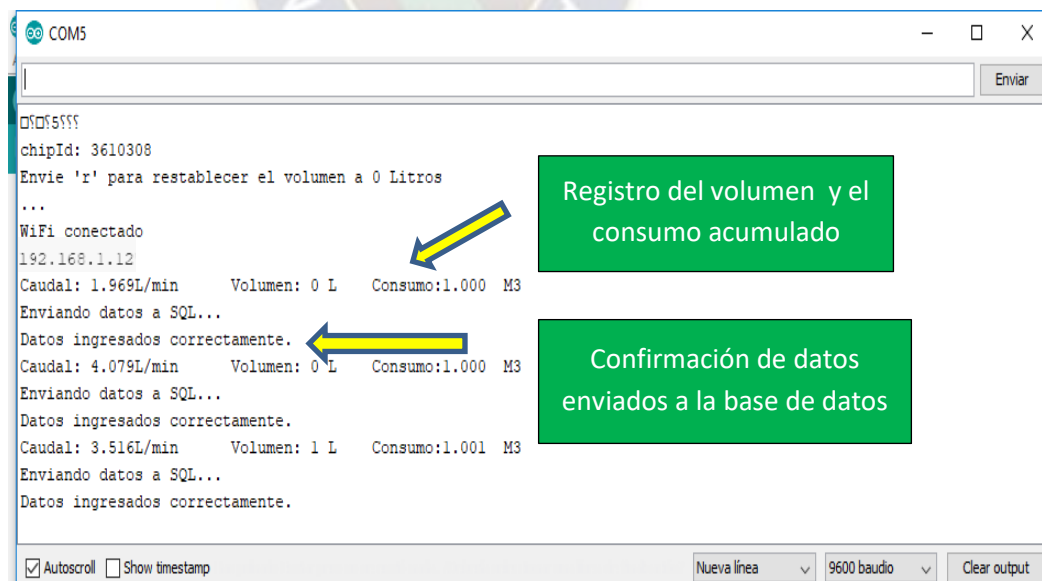 COM5
Enviar
chipId: 3610308
Envie 'r' para restablecer el volumen a 0 Litros
...
WiFi conectado
192.168.1.12
Caudal: 1.969L/min Volumen: 0 L Consumo:1.000 M3
Enviando datos a SQL...
Datos ingresados correctamente.
Caudal: 4.079L/min Volumen: 0 L Consumo:1.000 M3
Enviando datos a SQL...
Datos ingresados correctamente.
Caudal: 3.516L/min Volumen: 1 L Consumo:1.001 M3
Enviando datos a SQL...
Datos ingresados correctamente.
Registro del volumen y el
consumo acumulado
Confirmación de datos
enviados a la base de datos
Autoscroll Show timestamp
Nueva línea
9600 baudio
Clear output